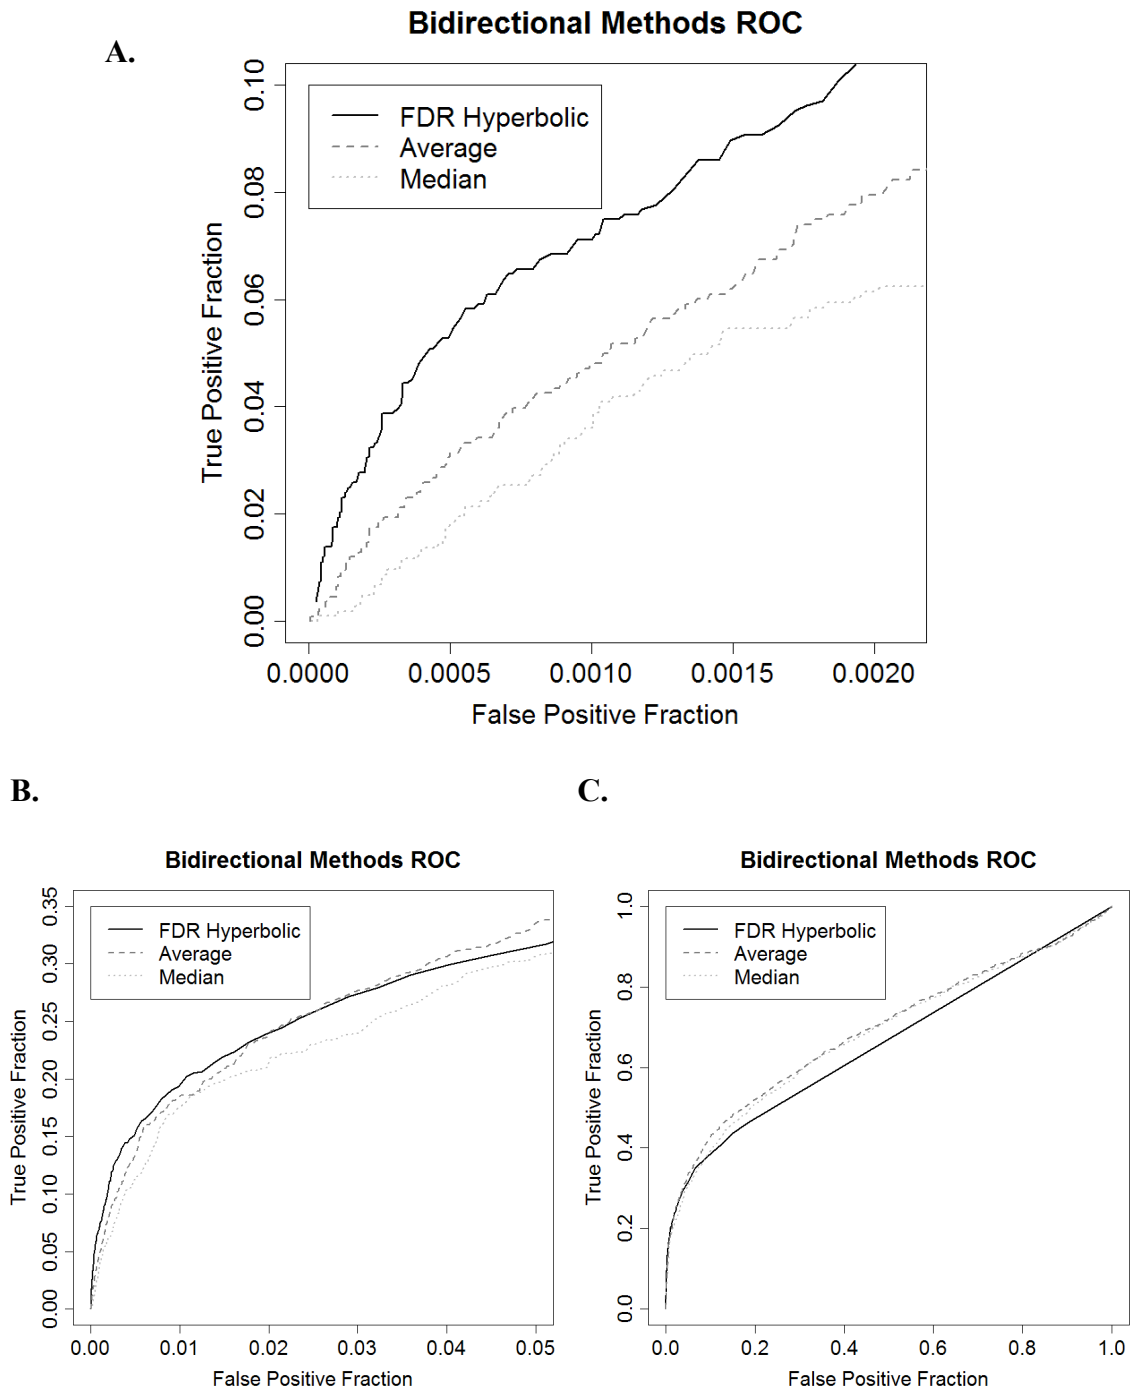 A.
Bidirectional Methods ROC
FDR Hyperbolic
Average
Median
True Positive Fraction
0.00 0.02 0.04 0.06 0.08 0.10
0.0000 0.0005 0.0010 0.0015 0.0020
False Positive Fraction
B.
Bidirectional Methods ROC
FDR Hyperbolic
Average
Median
True Positive Fraction
0.00 0.05 0.10 0.15 0.20 0.25 0.30 0.35
0.00 0.01 0.02 0.03 0.04 0.05
False Positive Fraction
C.
Bidirectional Methods ROC
FDR Hyperbolic
Average
Median
True Positive Fraction
0.0 0.2 0.4 0.6 0.8 1.0
0.0 0.2 0.4 0.6 0.8 1.0
False Positive Fraction